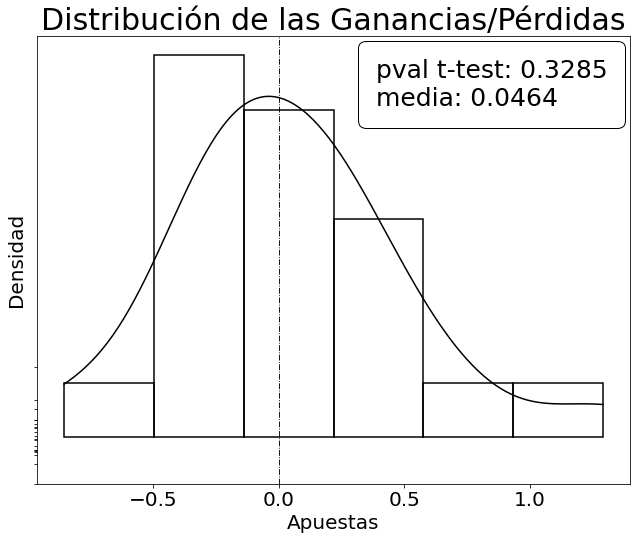 Distribución de las Ganancias/Pérdidas
pval t-test: 0.3285
media: 0.0464
Densidad
−0.5
0.0
0.5
1.0
Apuestas